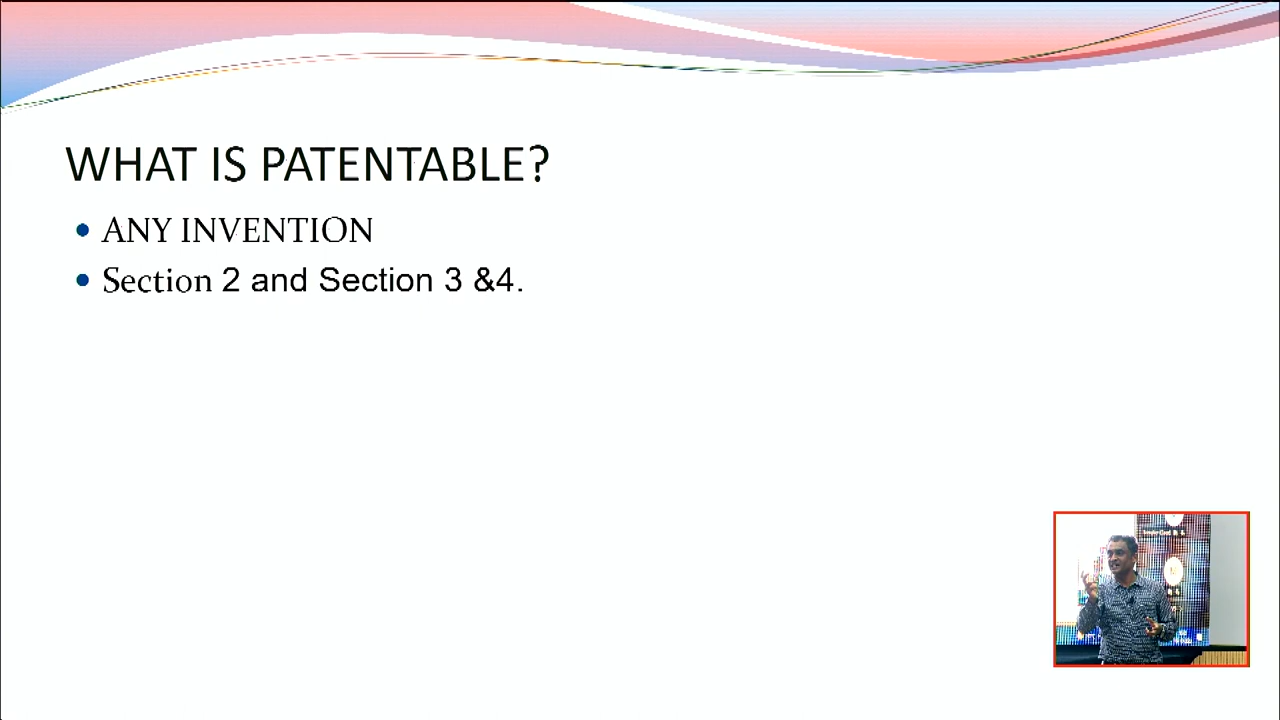 WHAT IS PATENTABLE?
ANY INVENTION
Section 2 and Section 3 &4.